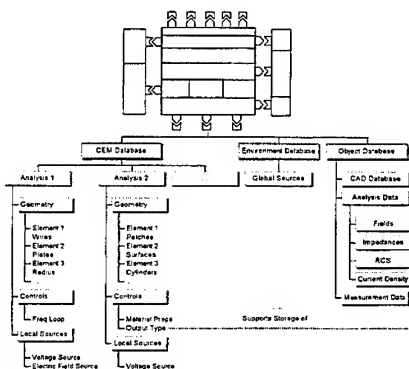 CEM Database
Environment Database
Object Database
Analysis 1
Analysis 2
Global Sources
CAD Database
Geometry
Geometry
Analysis Data
Element 1
Wires
Element 2
Plates
Element 3
Radius
Element 1
Patches
Element 2
Surfaces
Element 3
Cylinders
Fields
Impedances
RCS
Current Density
Controls
Controls
Measurement Data
Freq Loop
Material Props
Output Type
Supports Storage of
Local Sources
Local Sources
Voltage Source
Electric Field Source
Voltage Source